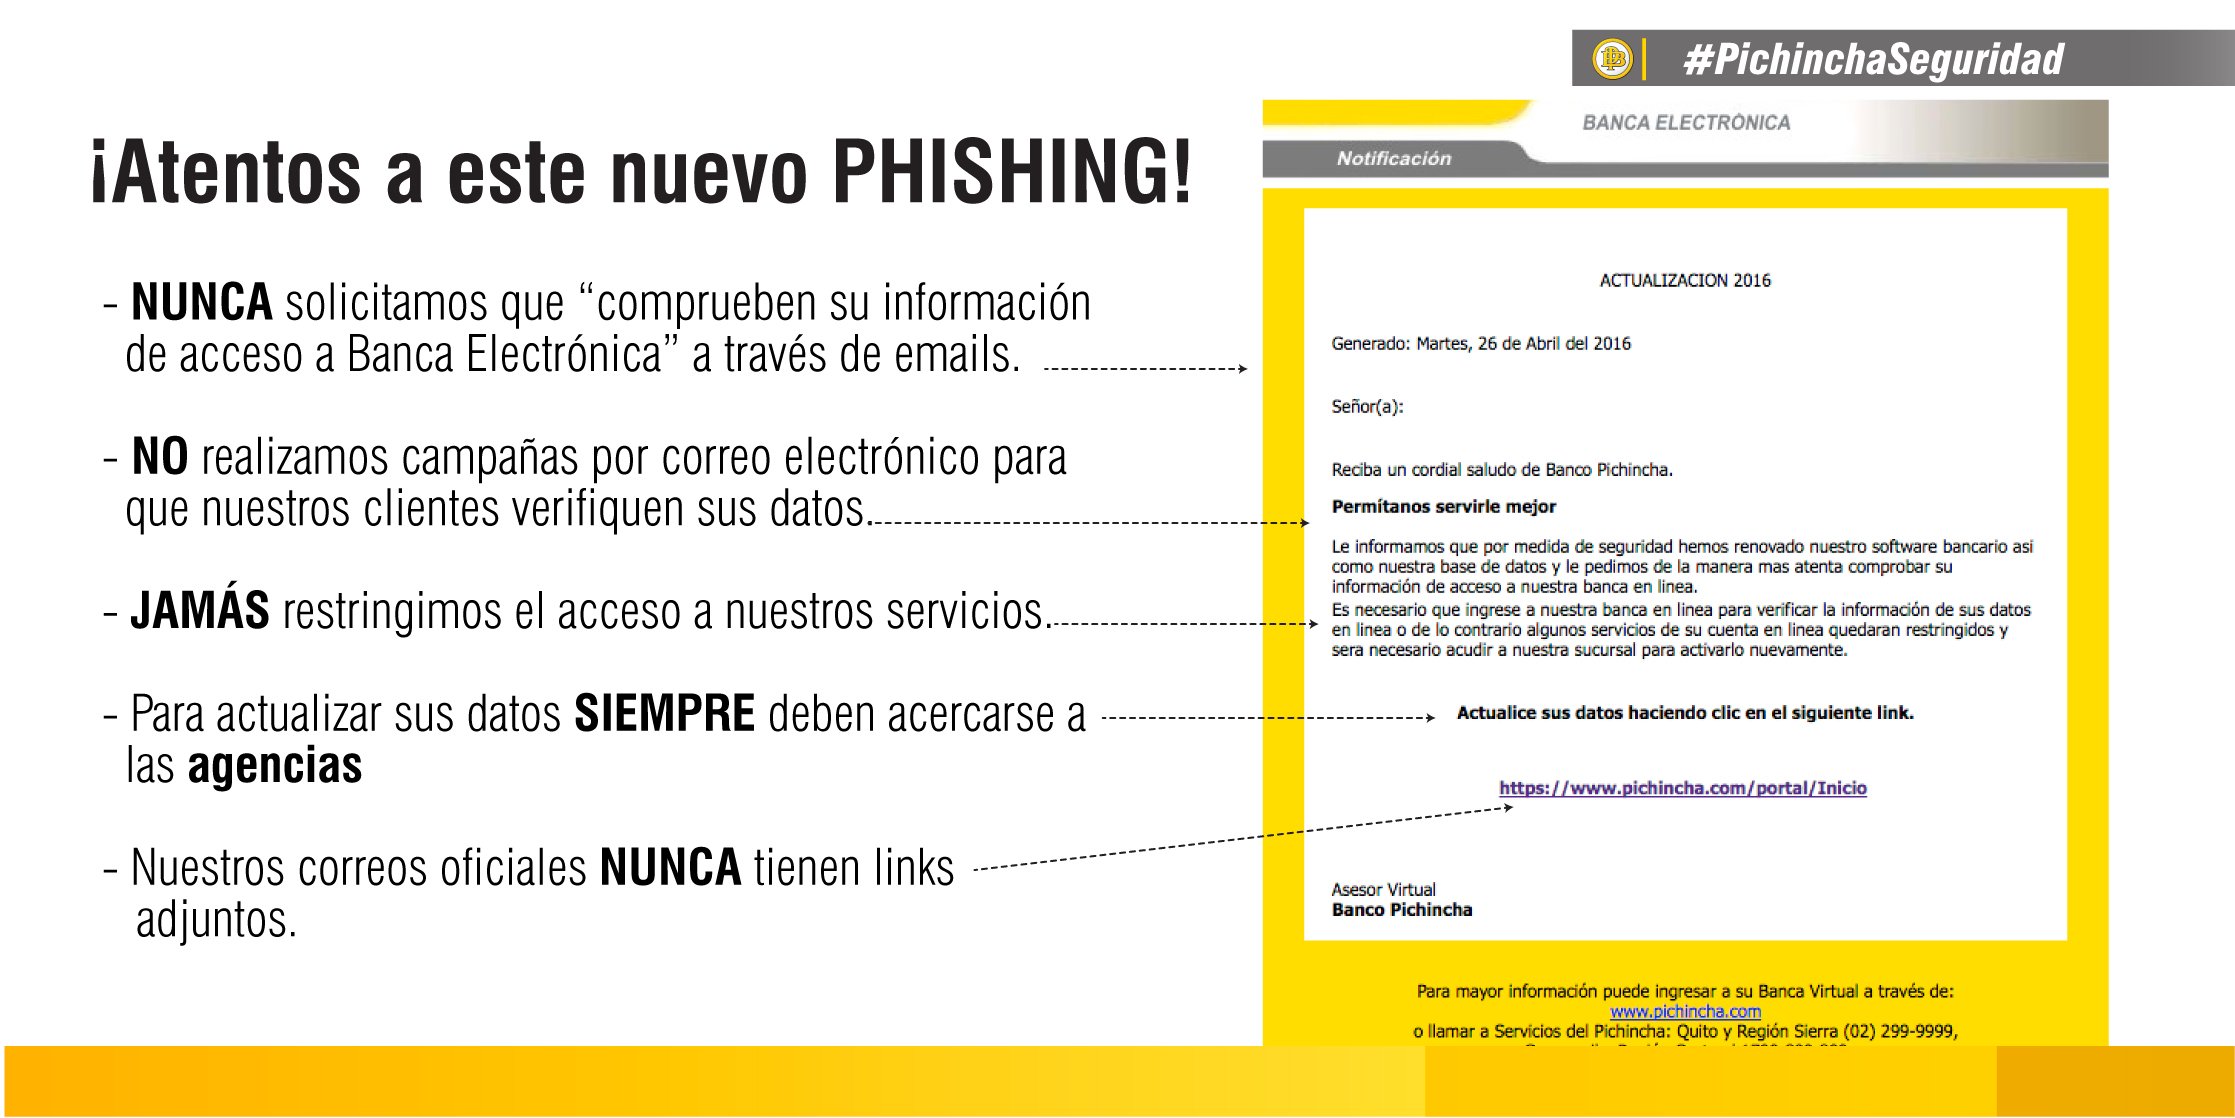 #PichinchaSeguridad
¡Atentos a este nuevo PHISHING!
- NUNCA solicitamos que “comprueben su información
de acceso a Banca Electrónica” a través de emails.
- NO realizamos campañas por correo electrónico para
que nuestros clientes verifiquen sus datos.
- JAMÁS restringimos el acceso a nuestros servicios.
- Para actualizar sus datos SIEMPRE deben acercarse a
las agencias
- Nuestros correos oficiales NUNCA tienen links
adjuntos.
BANCA ELECTRÓNICA
Notificación
ACTUALIZACION 2016
Generado: Martes, 26 de Abril del 2016
Señor(a):
Reciba un cordial saludo de Banco Pichincha.
Permítanos servirle mejor
Le informamos que por medida de seguridad hemos renovado nuestro software bancario asi
como nuestra base de datos y le pedimos de la manera mas atenta comprobar su
información de acceso a nuestra banca en linea.
Es necesario que ingrese a nuestra banca en linea para verificar la información de sus datos
en linea o de lo contrario algunos servicios de su cuenta en linea quedaran restringidos y
sera necesario acudir a nuestra sucursal para activarlo nuevamente.
Actualice sus datos haciendo clic en el siguiente link.
https://www.pichincha.com/portal/Inicio
Asesor Virtual
Banco Pichincha
Para mayor información puede ingresar a su Banca Virtual a través de:
www.pichincha.com
o llamar a Servicios del Pichincha: Quito y Región Sierra (02) 299-9999,